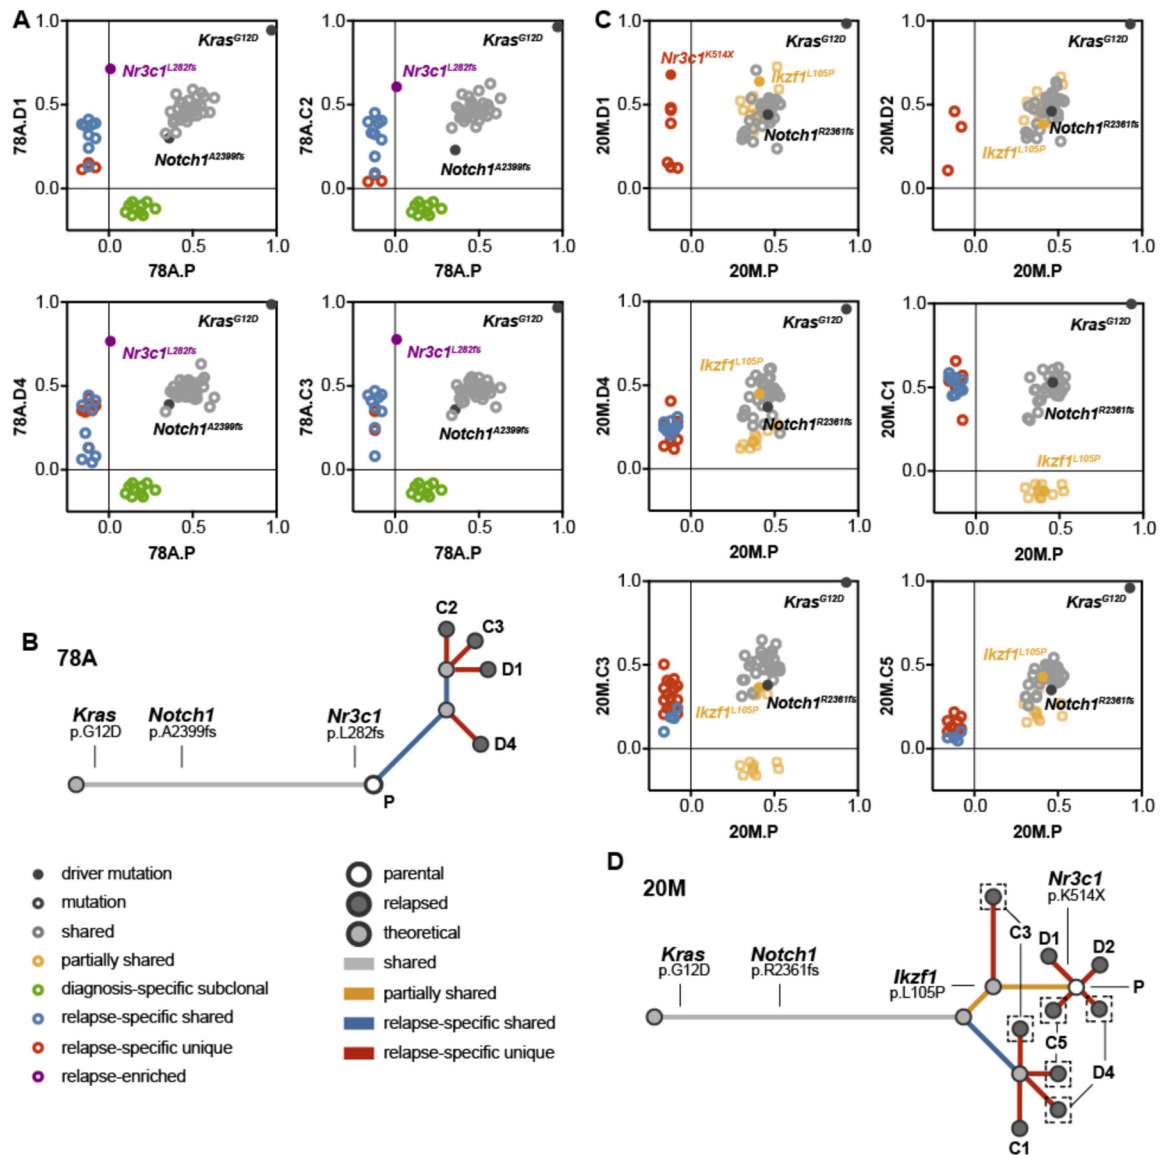 A
78A.D1
1.0
0.5
0.0
Kras^G12D
Nr3c1^L282fs
Notch1^A2399fs
0.0 0.5 1.0
78A.P
78A.C2
1.0
0.5
0.0
Kras^G12D
Nr3c1^L282fs
Notch1^A2399fs
0.0 0.5 1.0
78A.P
78A.D4
1.0
0.5
0.0
Kras^G12D
Nr3c1^L282fs
Notch1^A2399fs
0.0 0.5 1.0
78A.P
78A.C3
1.0
0.5
0.0
Kras^G12D
Nr3c1^L282fs
Notch1^A2399fs
0.0 0.5 1.0
78A.P
B
78A
Kras
p.G12D
Notch1
p.A2399fs
Nr3c1
p.L282fs
C2
C3
D1
D4
P
driver mutation
mutation
shared
partially shared
diagnosis-specific subclonal
relapse-specific shared
relapse-specific unique
relapse-enriched
parental
relapsed
theoretical
shared
partially shared
relapse-specific shared
relapse-specific unique
C
20M.D1
1.0
0.5
0.0
Kras^G12D
Nr3c1^K514X
Ikzf1^L105P
Notch1^R2361fs
0.0 0.5 1.0
20M.P
20M.D2
1.0
0.5
0.0
Kras^G12D
Notch1^R2361fs
Ikzf1^L105P
0.0 0.5 1.0
20M.P
20M.D4
1.0
0.5
0.0
Kras^G12D
Ikzf1^L105P
Notch1^R2361fs
0.0 0.5 1.0
20M.P
20M.C1
1.0
0.5
0.0
Kras^G12D
Notch1^R2361fs
Ikzf1^L105P
0.0 0.5 1.0
20M.P
20M.C3
1.0
0.5
0.0
Kras^G12D
Ikzf1^L105P
Notch1^R2361fs
0.0 0.5 1.0
20M.P
20M.C5
1.0
0.5
0.0
Kras^G12D
Ikzf1^L105P
Notch1^R2361fs
0.0 0.5 1.0
20M.P
D
20M
Kras
p.G12D
Notch1
p.R2361fs
Ikzf1
p.L105P
Nr3c1
p.K514X
C3
D1
D2
P
C5
D4
C1